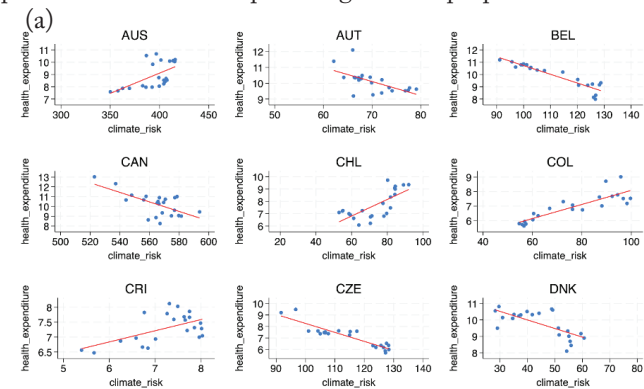 (a)
AUS AUT BEL
health_expenditure health_expenditure health_expenditure
11 12 11
10 11 10
9 10 9
8 9 8
7
300 350 400 450 50 60 70 80 90 100 110 120 130 140
climate_risk climate_risk climate_risk
CAN CHL COL
health_expenditure health_expenditure health_expenditure
13 10 9
12 9 8
11 8 7
10 7 6
9 6
8
500 520 540 560 580 600 20 40 60 80 100 40 60 80 100
climate_risk climate_risk climate_risk
CRI CZE DNK
health_expenditure health_expenditure health_expenditure
8 10 11
7.5 9 10
7 8 9
6.5 7 8
6
5 6 7 8 90 100 110 120 130 140 30 40 50 60 70 80
climate_risk climate_risk climate_risk